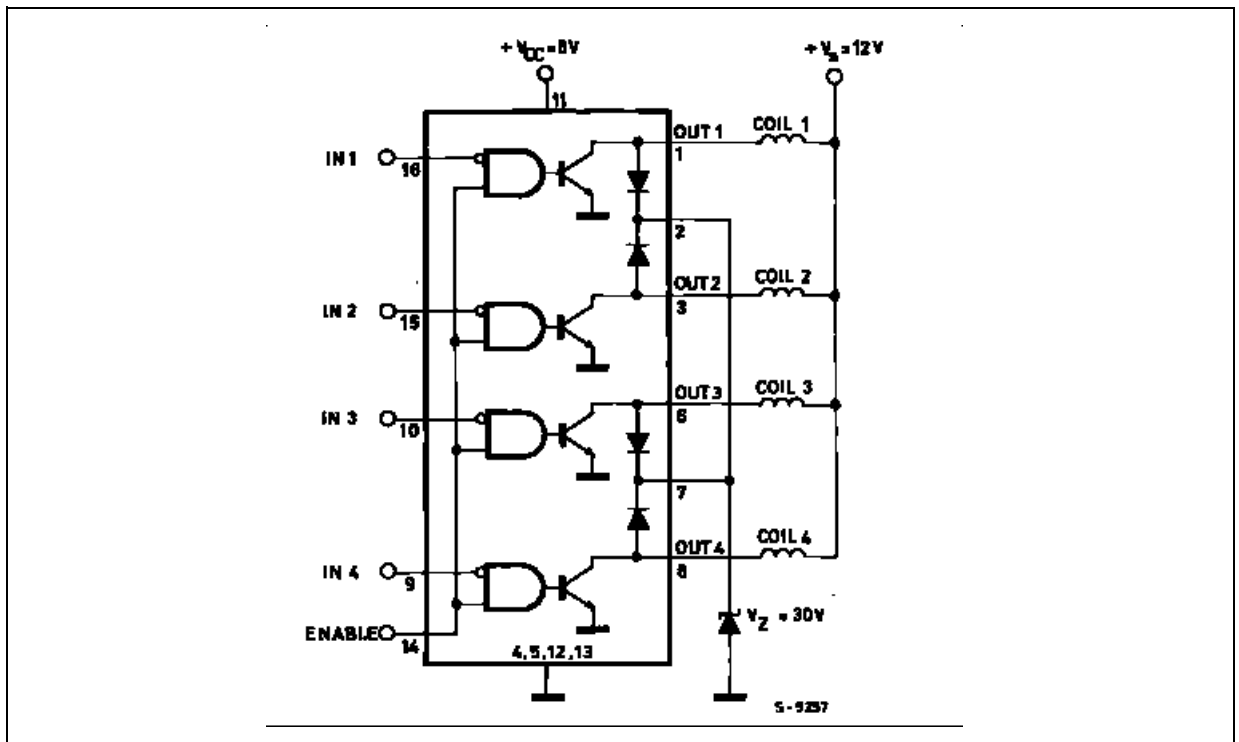 + VCC = 8V
+ Vs = 12V
11
IN 1
16
OUT 1
1
COIL 1
2
IN 2
15
OUT 2
3
COIL 2
IN 3
10
OUT 3
6
COIL 3
7
IN 4
9
OUT 4
8
COIL 4
ENABLE
14
4, 5, 12, 13
VZ = 30V